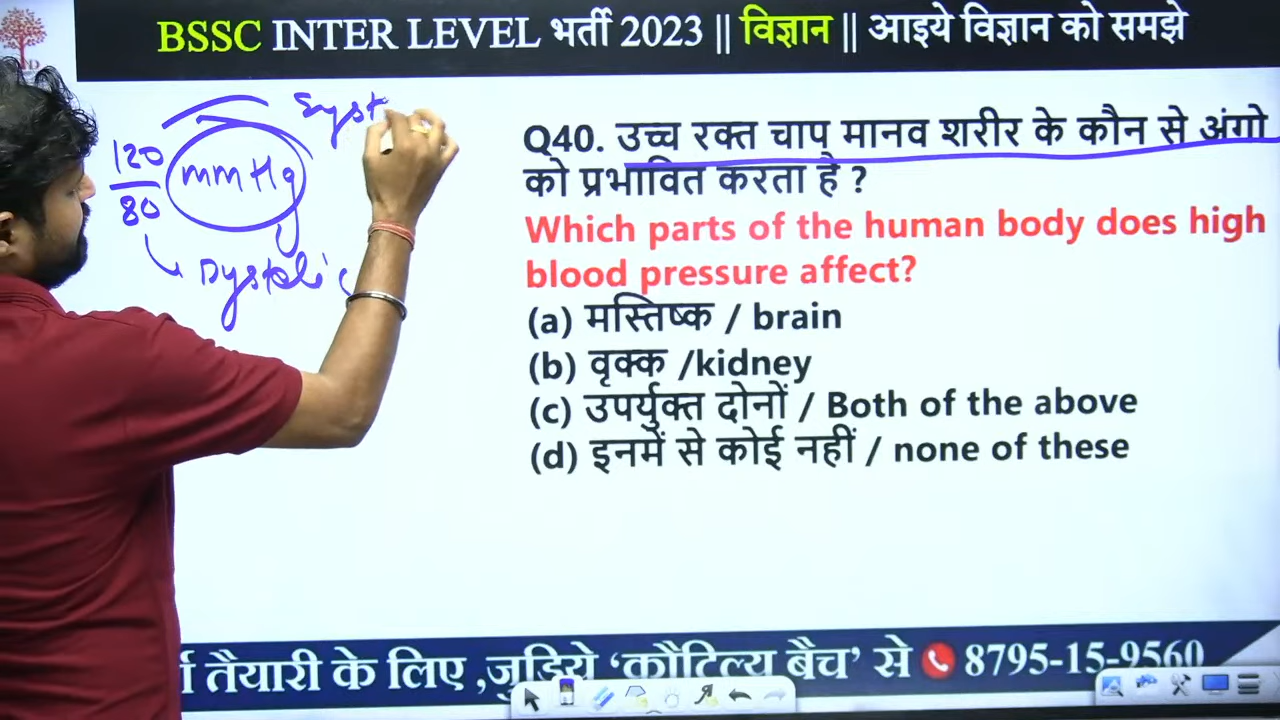 BSSC INTER LEVEL भर्ती 2023 || विज्ञान || आइये विज्ञान को समझे
Syst
120
80
mmHg
Dystolic
Q40. उच्च रक्त चाप मानव शरीर के कौन से अंगो
को प्रभावित करता है ?
Which parts of the human body does high
blood pressure affect?
(a) मस्तिष्क / brain
(b) वृक्क /kidney
(c) उपर्युक्त दोनों / Both of the above
(d) इनमें से कोई नहीं / none of these
तैयारी के लिए ,जुड़िये ‘कौटिल्य बैच’ से 8795-15-9560